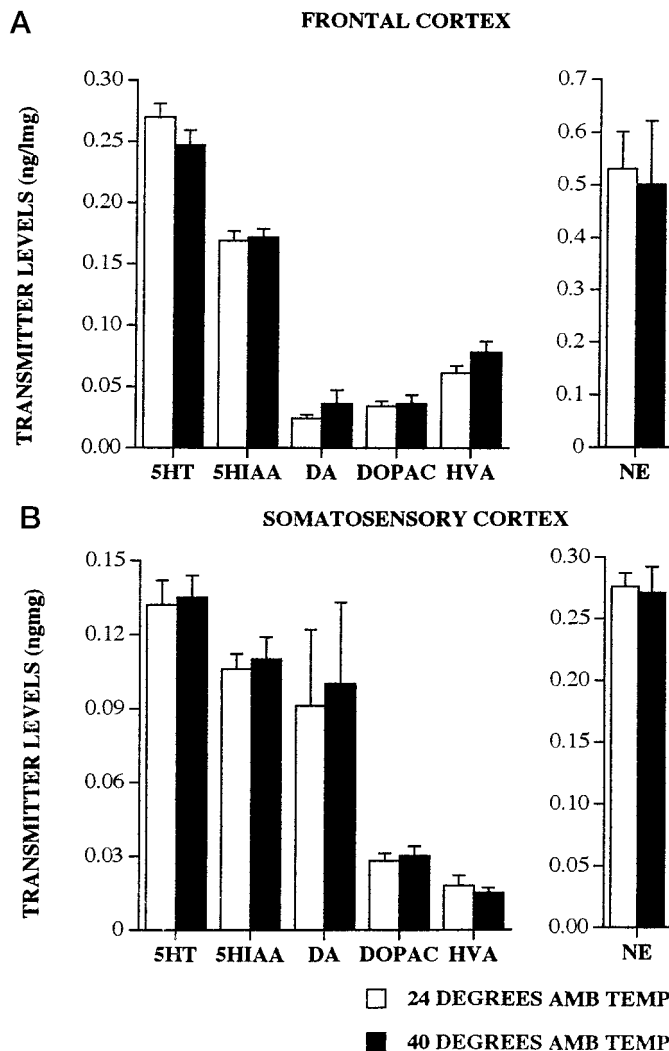 A
FRONTAL CORTEX
TRANSMITTER LEVELS (ng/lmg)
0.30
0.25
0.20
0.15
0.10
0.05
0.00
5HT 5HIAA DA DOPAC HVA
0.7
0.6
0.5
0.4
0.3
0.2
0.1
0
NE
B
SOMATOSENSORY CORTEX
TRANSMITTER LEVELS (ngmg)
0.15
0.12
0.09
0.06
0.03
0
5HT 5HIAA DA DOPAC HVA
0.30
0.25
0.20
0.15
0.10
0.05
0.00
NE
24 DEGREES AMB TEMP
40 DEGREES AMB TEMP